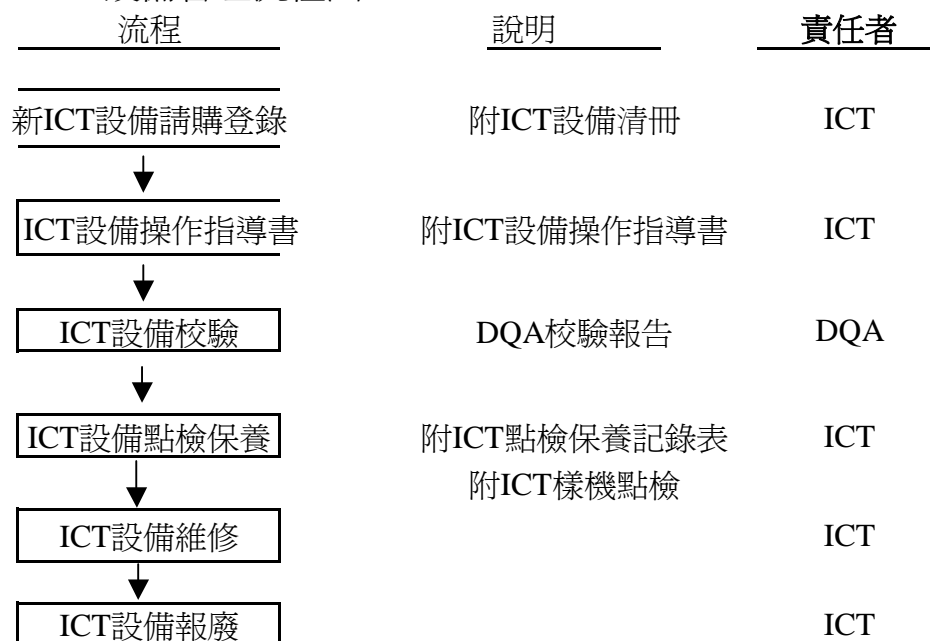 流程 說明 責任者
新ICT設備請購登錄 附ICT設備清冊 ICT
ICT設備操作指導書 附ICT設備操作指導書 ICT
ICT設備校驗 DQA校驗報告 DQA
ICT設備點檢保養 附ICT點檢保養記錄表 ICT
附ICT樣機點檢
ICT設備維修 ICT
ICT設備報廢 ICT